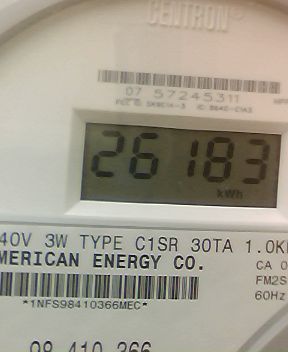 CENTRON®
07 57245311
26183
kWh
40V 3W TYPE C1SR 30TA 1.0K
MERICAN ENERGY CO.
CA 0
FM2S
60Hz
*1NFS98410366MEC*
98 410 366